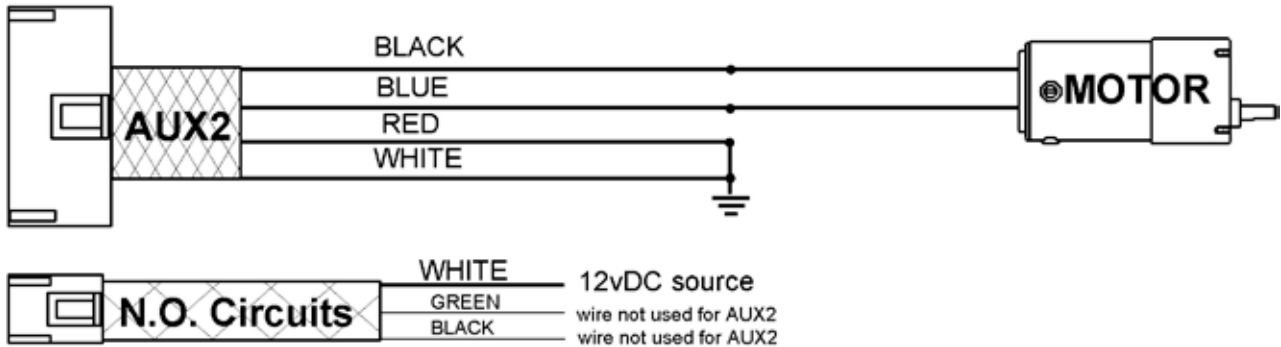 BLACK
BLUE
RED
WHITE
AUX2
MOTOR
WHITE
GREEN
BLACK
N.O. Circuits
12vDC source
wire not used for AUX2
wire not used for AUX2